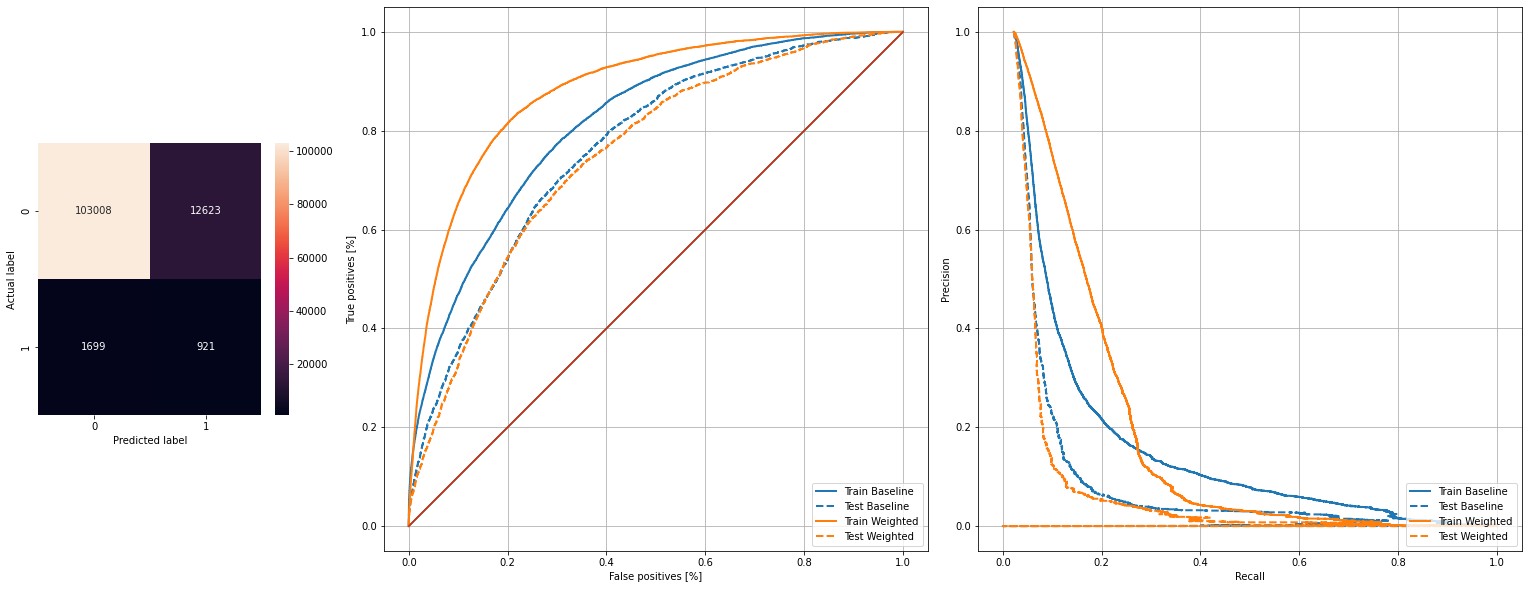 0
1
Actual label
103008
12623
1699
921
0
1
Predicted label
100000
80000
60000
40000
20000
1.0
0.8
0.6
0.4
0.2
0.0
True positives [%]
0.0
0.2
0.4
0.6
0.8
1.0
False positives [%]
Train Baseline
Test Baseline
Train Weighted
Test Weighted
1.0
0.8
0.6
0.4
0.2
0.0
Precision
0.0
0.2
0.4
0.6
0.8
1.0
Recall
Train Baseline
Test Baseline
Train Weighted
Test Weighted